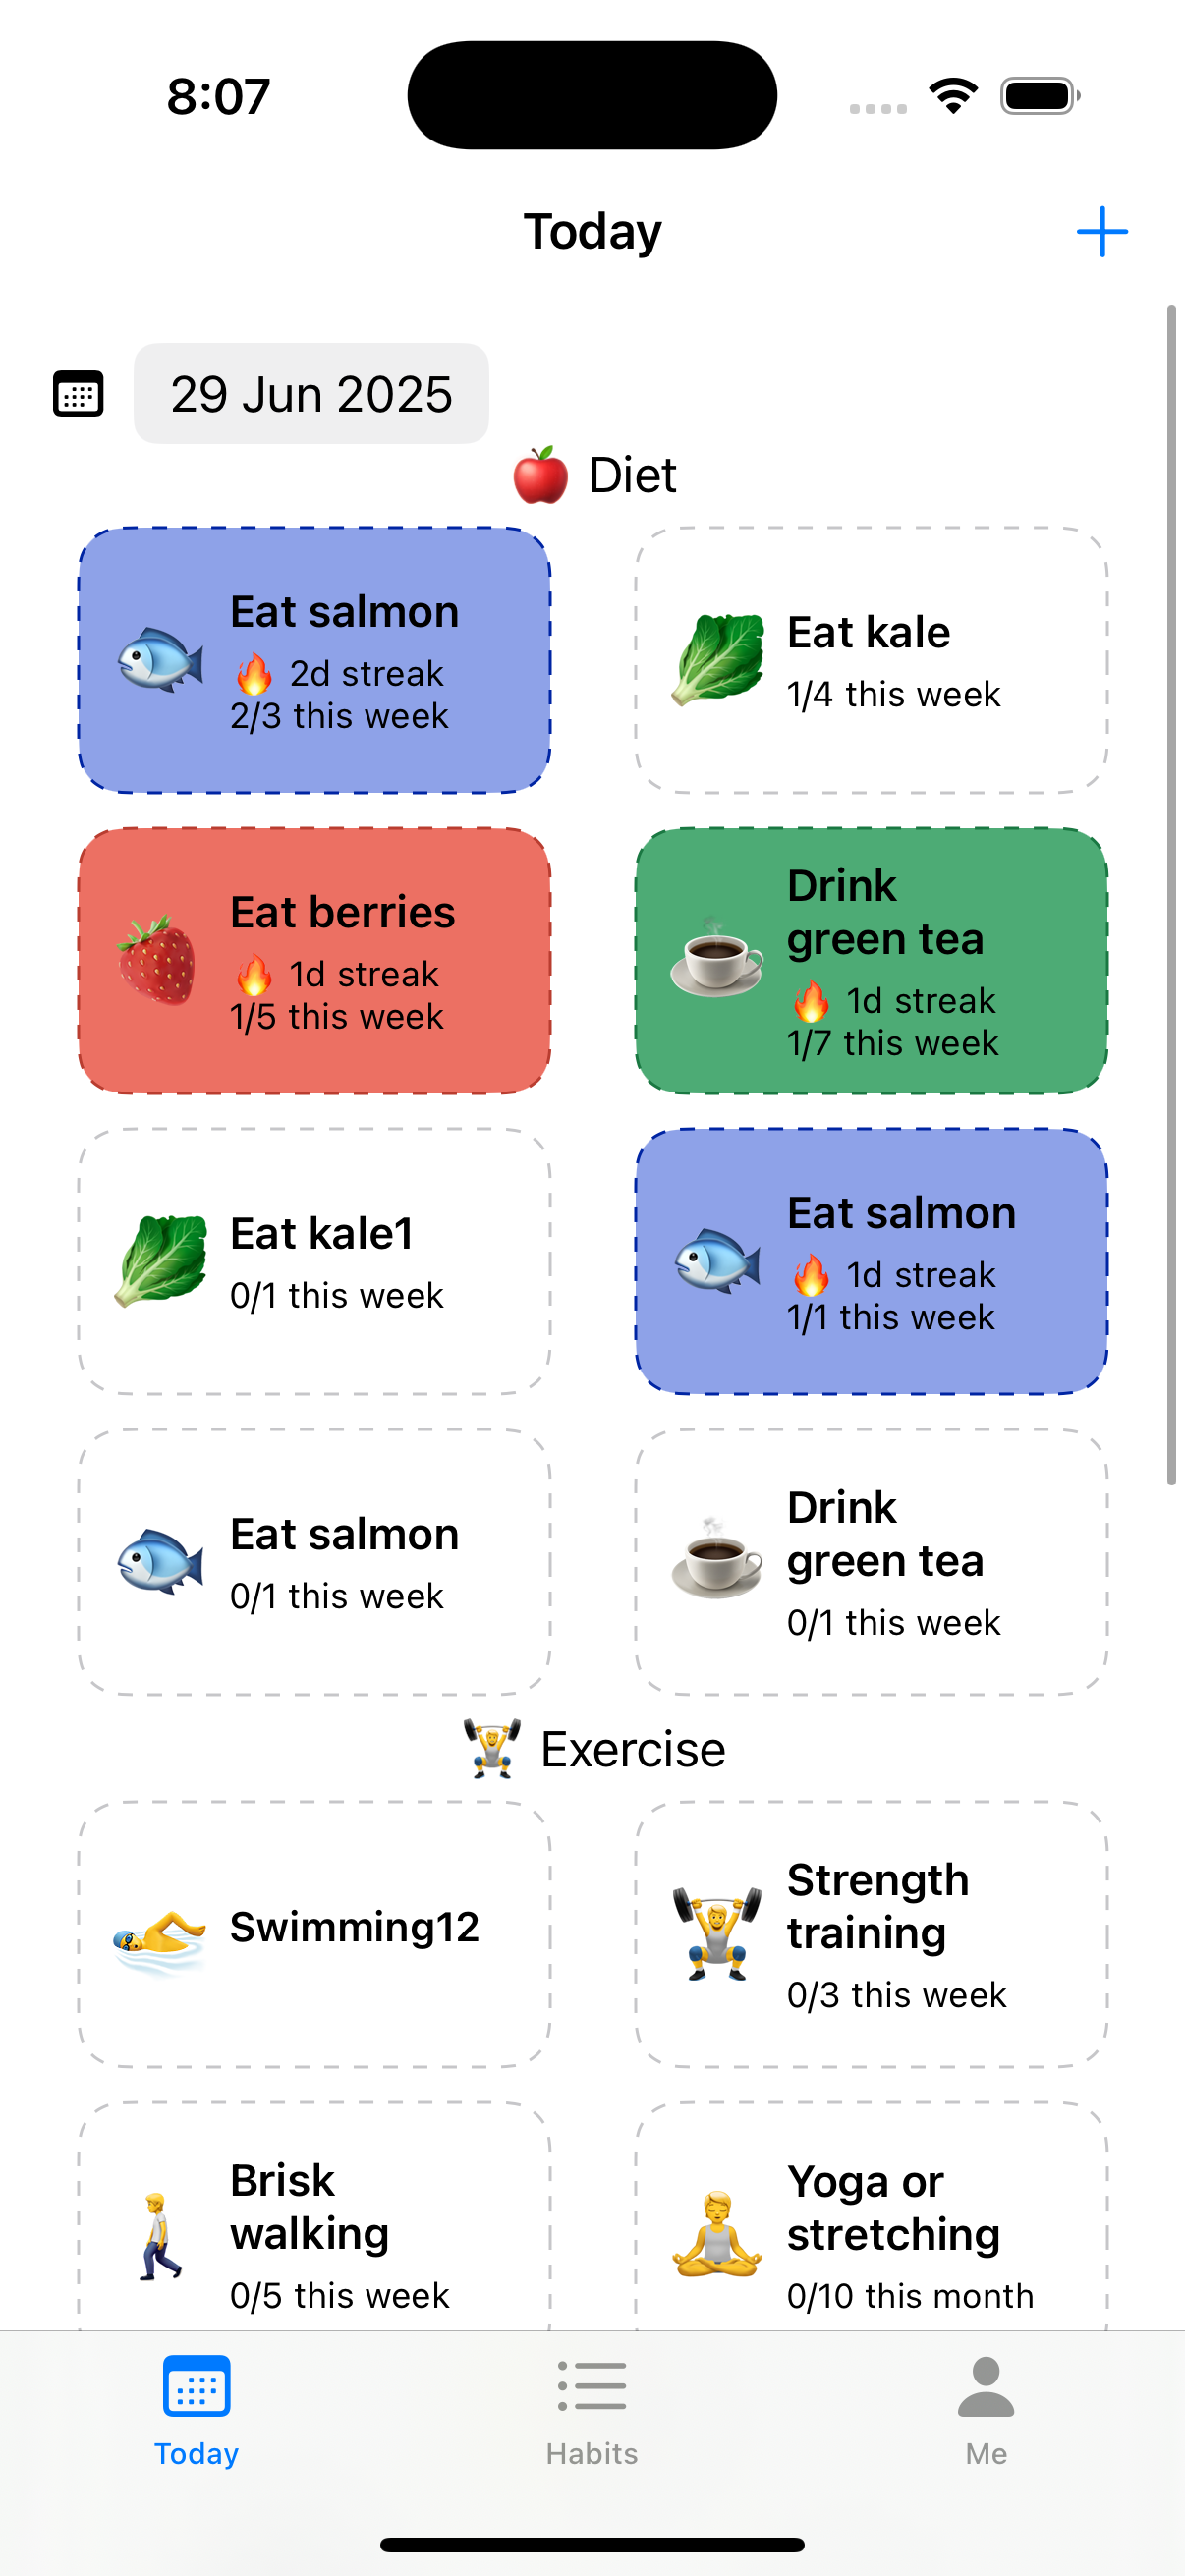 8:07
Today
29 Jun 2025
🍎 Diet
Eat salmon
🔥 2d streak
2/3 this week
Eat kale
1/4 this week
Eat berries
🔥 1d streak
1/5 this week
Drink
green tea
🔥 1d streak
1/7 this week
Eat kale1
0/1 this week
Eat salmon
🔥 1d streak
1/1 this week
Eat salmon
0/1 this week
Drink
green tea
0/1 this week
🏋️ Exercise
Swimming12
Strength
training
0/3 this week
Brisk
walking
0/5 this week
Yoga or
stretching
0/10 this month
Today
Habits
Me